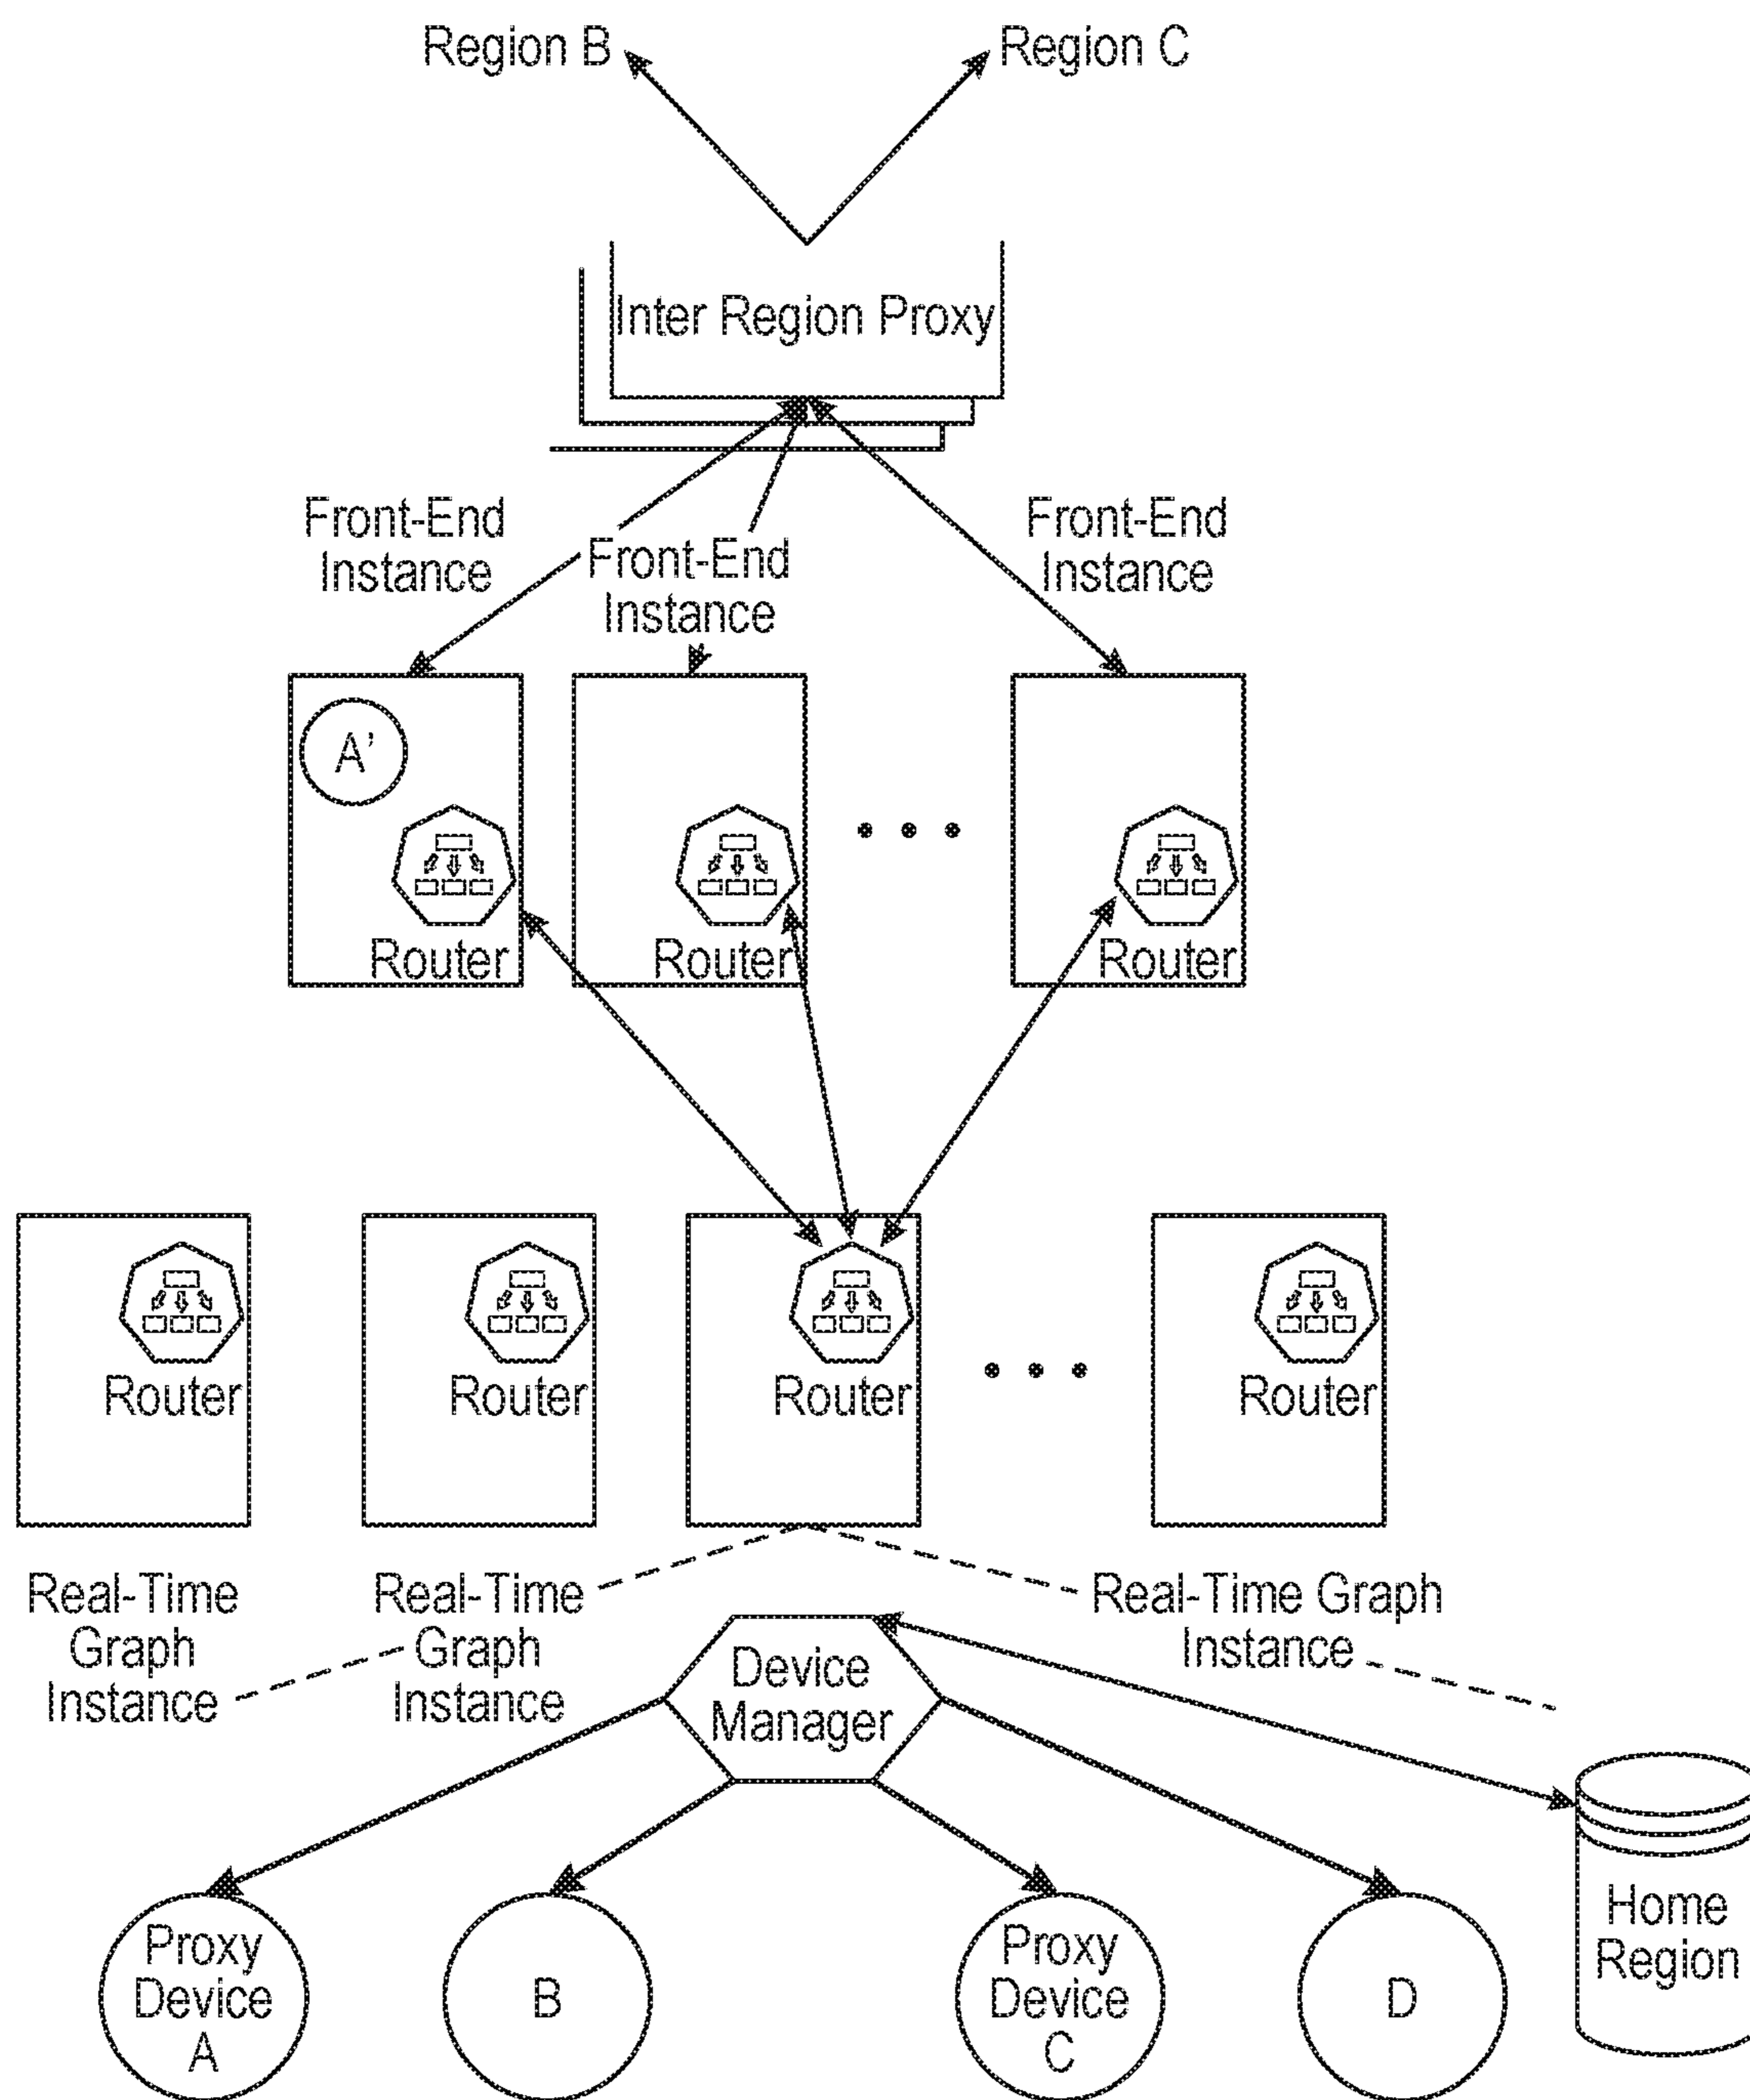 Region B
Region C
Inter Region Proxy
Front-End
Instance
Front-End
Instance
Front-End
Instance
A'
Router
Router
Router
Router
Router
Router
Router
Real-Time
Graph
Instance
Real-Time
Graph
Instance
Real-Time Graph
Instance
Device
Manager
Proxy
Device
A
B
Proxy
Device
C
D
Home
Region